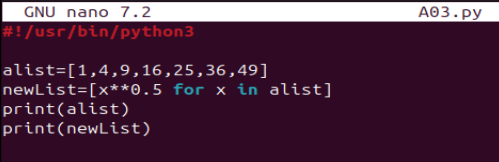 GNU nano 7.2 A03.py
#!/usr/bin/python3
alist=[1,4,9,16,25,36,49]
newList=[x**0.5 for x in alist]
print(alist)
print(newList)